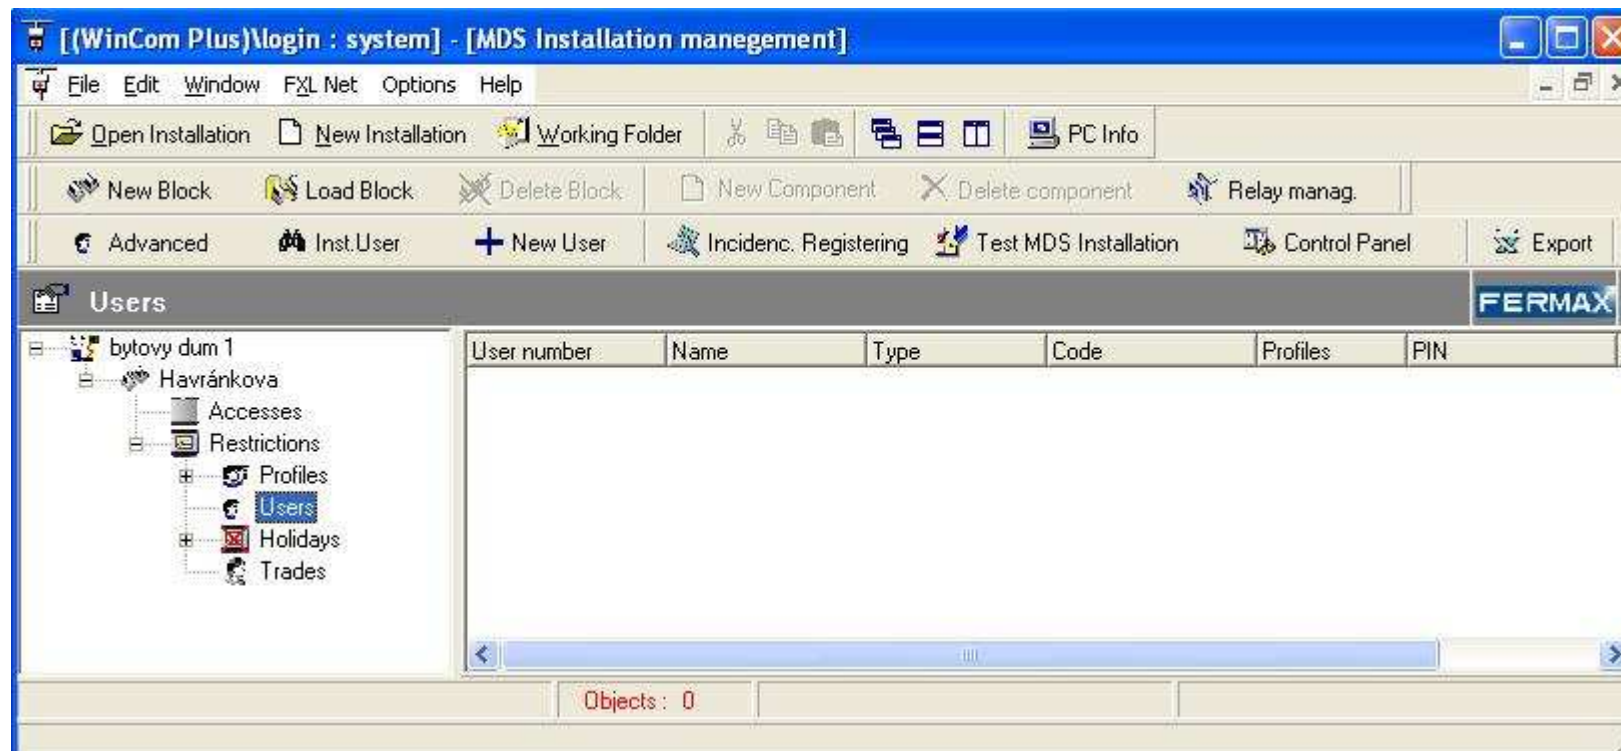 [(WinCom Plus)\login : system] - [MDS Installation manegement]
File Edit Window FXL Net Options Help
Open Installation New Installation Working Folder PC Info
New Block Load Block Delete Block New Component Delete component Relay manag.
Advanced Inst.User New User Incidenc. Registering Test MDS Installation Control Panel Export
Users FERMAX
bytovy dum 1
Havránkova
Accesses
Restrictions
Profiles
Users
Holidays
Trades
User number Name Type Code Profiles PIN
Objects : 0